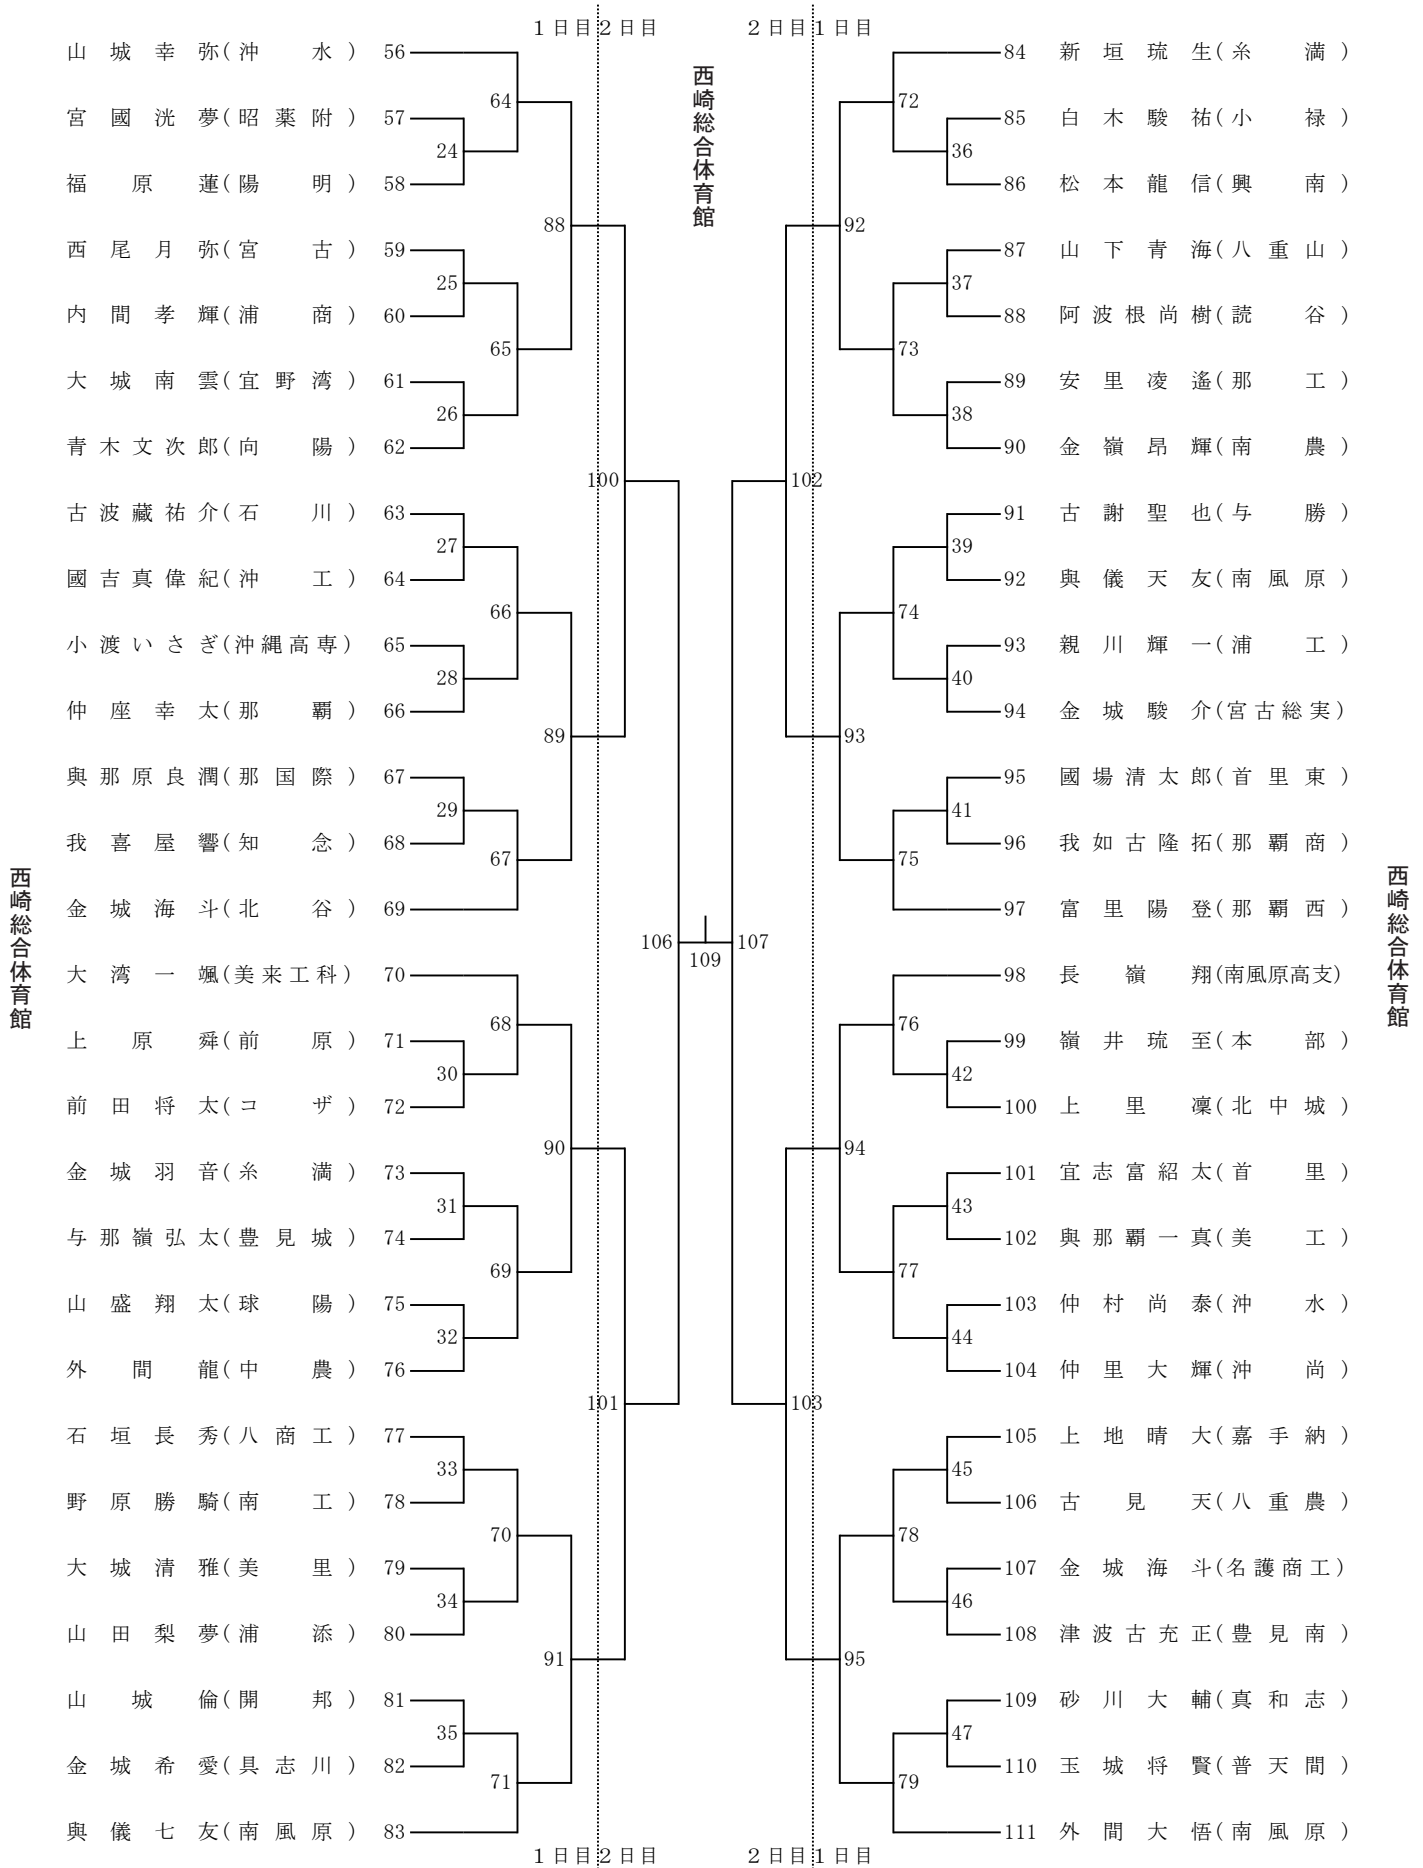 1日目 2日目
2日目 1日目
西崎総合体育館
西崎総合体育館
西崎総合体育館
山城幸弥(沖水) 56
宮國洸夢(昭薬附) 57
福原蓮(陽明) 58
西尾月弥(宮古) 59
内間孝輝(浦商) 60
大城南雲(宜野湾) 61
青木文次郎(向陽) 62
古波藏祐介(石川) 63
國吉真偉紀(沖工) 64
小渡いさぎ(沖縄高専) 65
仲座幸太(那覇) 66
與那原良潤(那国際) 67
我喜屋響(知念) 68
金城海斗(北谷) 69
大湾一颯(美来工科) 70
上原舜(前原) 71
前田将太(コザ) 72
金城羽音(糸満) 73
与那嶺弘太(豊見城) 74
山盛翔太(球陽) 75
外間龍(中農) 76
石垣長秀(八商工) 77
野原勝騎(南工) 78
大城清雅(美里) 79
山田梨夢(浦添) 80
山城倫(開邦) 81
金城希愛(具志川) 82
與儀七友(南風原) 83
24
25
26
27
28
29
30
31
32
33
34
35
64
65
66
67
68
69
70
71
88
89
90
91
100
101
106
109
107
102
103
92
93
94
95
72
73
74
75
76
77
78
79
36
37
38
39
40
41
42
43
44
45
46
47
84 新垣琉生(糸満)
85 白木駿祐(小禄)
86 松本龍信(興南)
87 山下青海(八重山)
88 阿波根尚樹(読谷)
89 安里凌遙(那工)
90 金嶺昂輝(南農)
91 古謝聖也(与勝)
92 與儀天友(南風原)
93 親川輝一(浦工)
94 金城駿介(宮古総実)
95 國場清太郎(首里東)
96 我如古隆拓(那覇商)
97 富里陽登(那覇西)
98 長嶺翔(南風原高支)
99 嶺井琉至(本部)
100 上里凜(北中城)
101 宜志富紹太(首里)
102 與那覇一真(美工)
103 仲村尚泰(沖水)
104 仲里大輝(沖尚)
105 上地晴大(嘉手納)
106 古見天(八重農)
107 金城海斗(名護商工)
108 津波古充正(豊見南)
109 砂川大輔(真和志)
110 玉城将賢(普天間)
111 外間大悟(南風原)
1日目 2日目
2日目 1日目